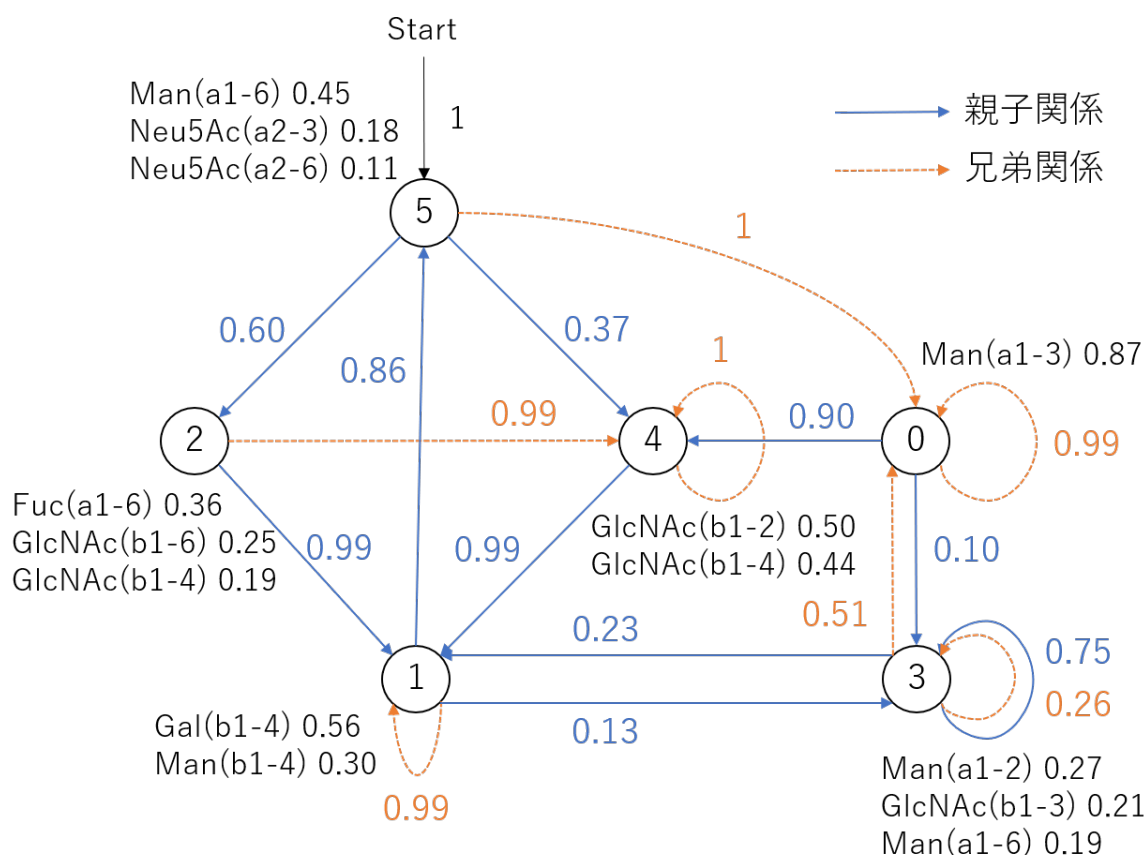 Start
Man(a1-6) 0.45
Neu5Ac(a2-3) 0.18
Neu5Ac(a2-6) 0.11
1
親子関係
兄弟関係
5
1
0.60
0.86
0.37
1
Man(a1-3) 0.87
0.99
0.90
2
4
0
0.99
Fuc(a1-6) 0.36
GlcNAc(b1-6) 0.25
GlcNAc(b1-4) 0.19
0.99
0.99
GlcNAc(b1-2) 0.50
GlcNAc(b1-4) 0.44
0.10
0.51
0.23
1
3
0.75
0.26
0.13
Gal(b1-4) 0.56
Man(b1-4) 0.30
0.99
Man(a1-2) 0.27
GlcNAc(b1-3) 0.21
Man(a1-6) 0.19